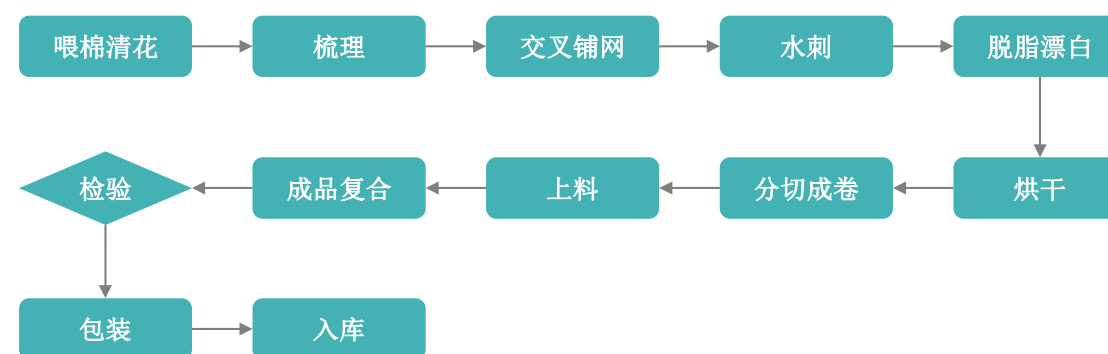 喂棉清花
梳理
交叉铺网
水刺
脱脂漂白
烘干
分切成卷
上料
成品复合
检验
包装
入库